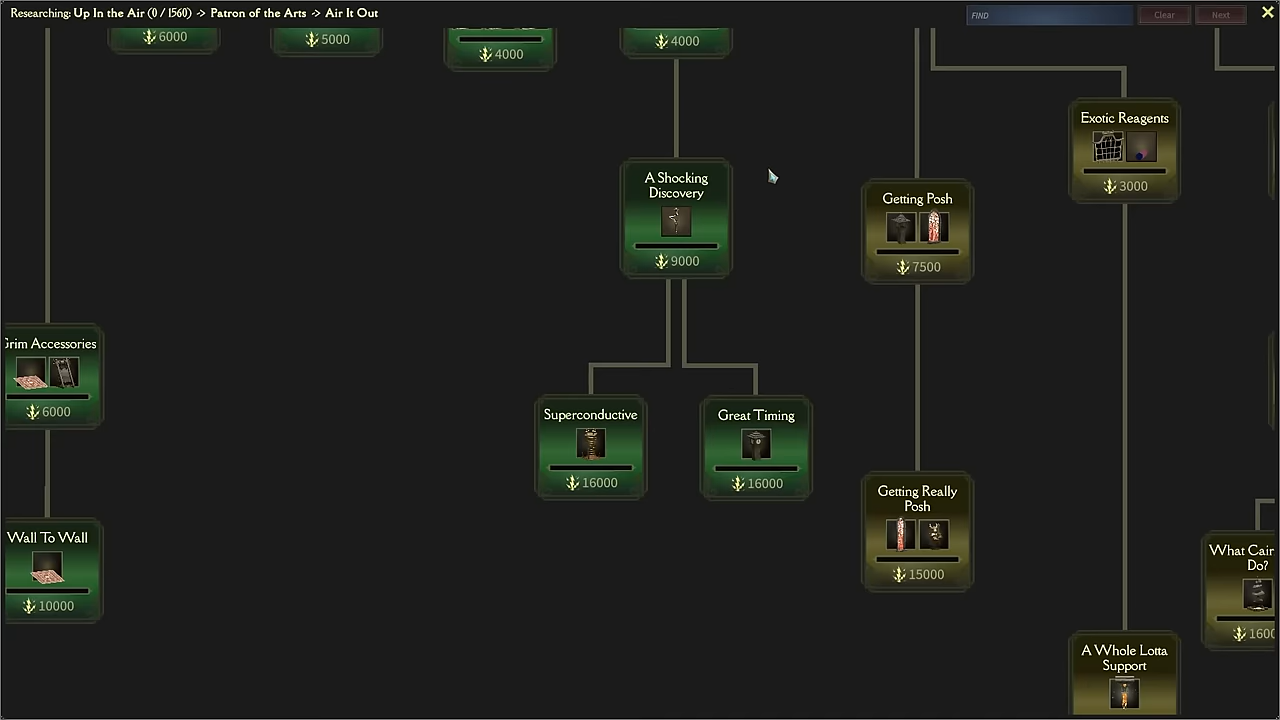 Researching: Up In the Air (0 / 1560) -> Patron of the Arts -> Air It Out
FIND
Clear
Next
6000
5000
4000
4000
Exotic Reagents
3000
A Shocking
Discovery
9000
Getting Posh
7500
Grim Accessories
6000
Superconductive
16000
Great Timing
16000
Getting Really
Posh
15000
Wall To Wall
10000
Do?
A Whole Lotta
Support